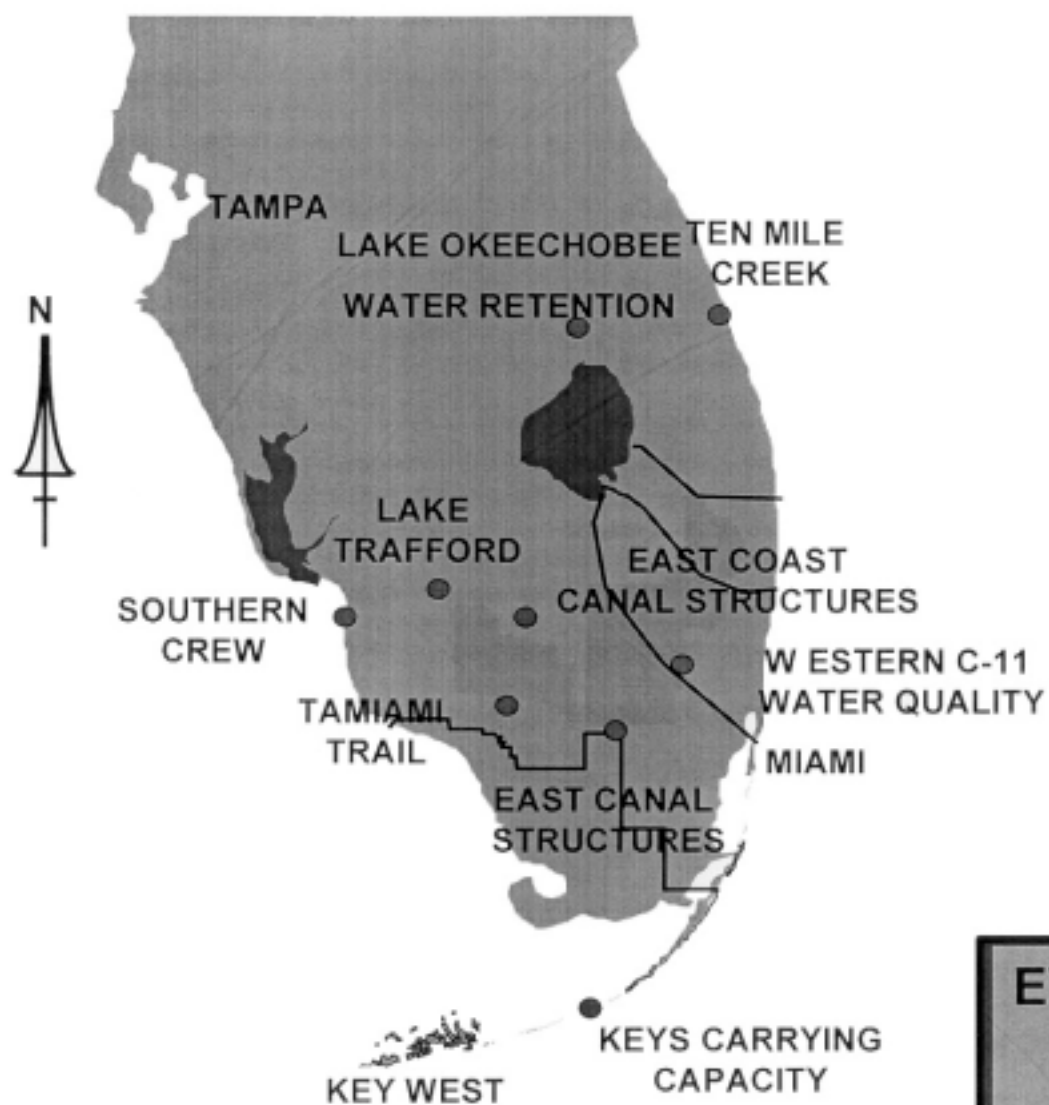 TAMPA
LAKE OKEECHOBEE
WATER RETENTION
TEN MILE
CREEK
N
LAKE
TRAFFORD
EAST COAST
CANAL STRUCTURES
SOUTHERN
CREW
W ESTERN C-11
WATER QUALITY
TAMIAMI
TRAIL
MIAMI
EAST CANAL
STRUCTURES
E
KEYS CARRYING
CAPACITY
KEY WEST